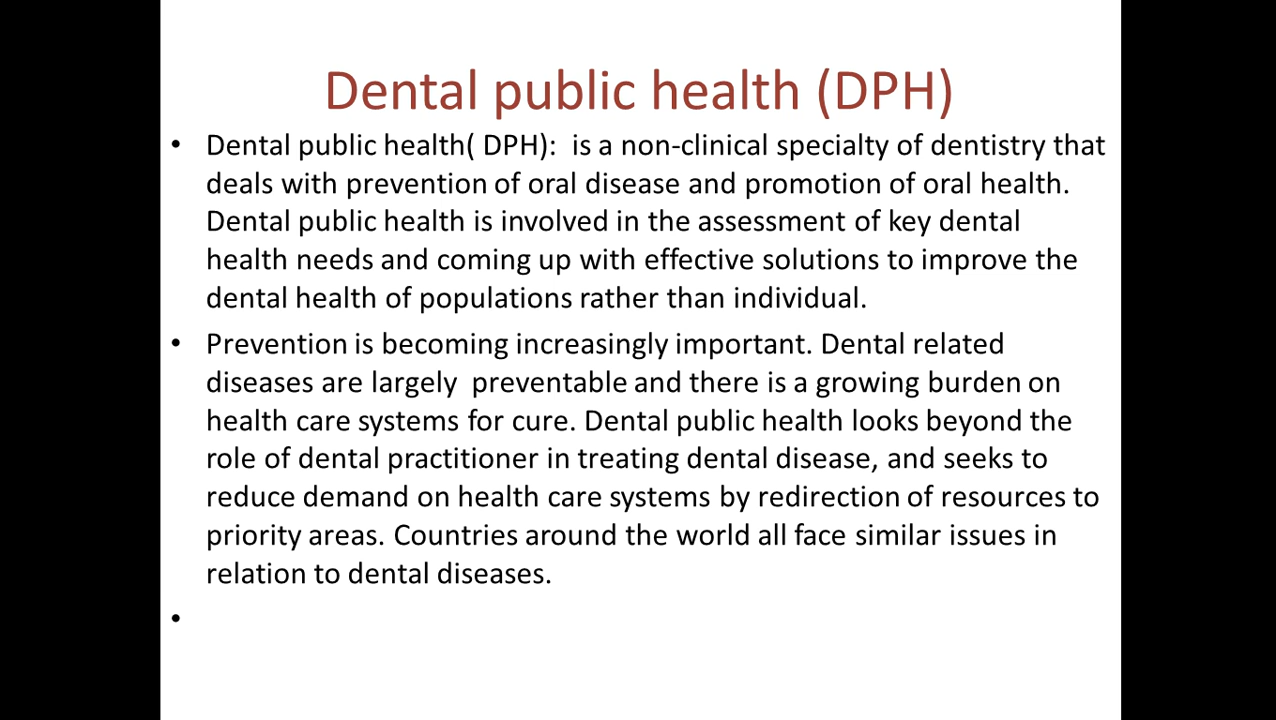 Dental public health (DPH)
• Dental public health( DPH):  is a non-clinical specialty of dentistry that
deals with prevention of oral disease and promotion of oral health.
Dental public health is involved in the assessment of key dental
health needs and coming up with effective solutions to improve the
dental health of populations rather than individual.
• Prevention is becoming increasingly important. Dental related
diseases are largely  preventable and there is a growing burden on
health care systems for cure. Dental public health looks beyond the
role of dental practitioner in treating dental disease, and seeks to
reduce demand on health care systems by redirection of resources to
priority areas. Countries around the world all face similar issues in
relation to dental diseases.
•